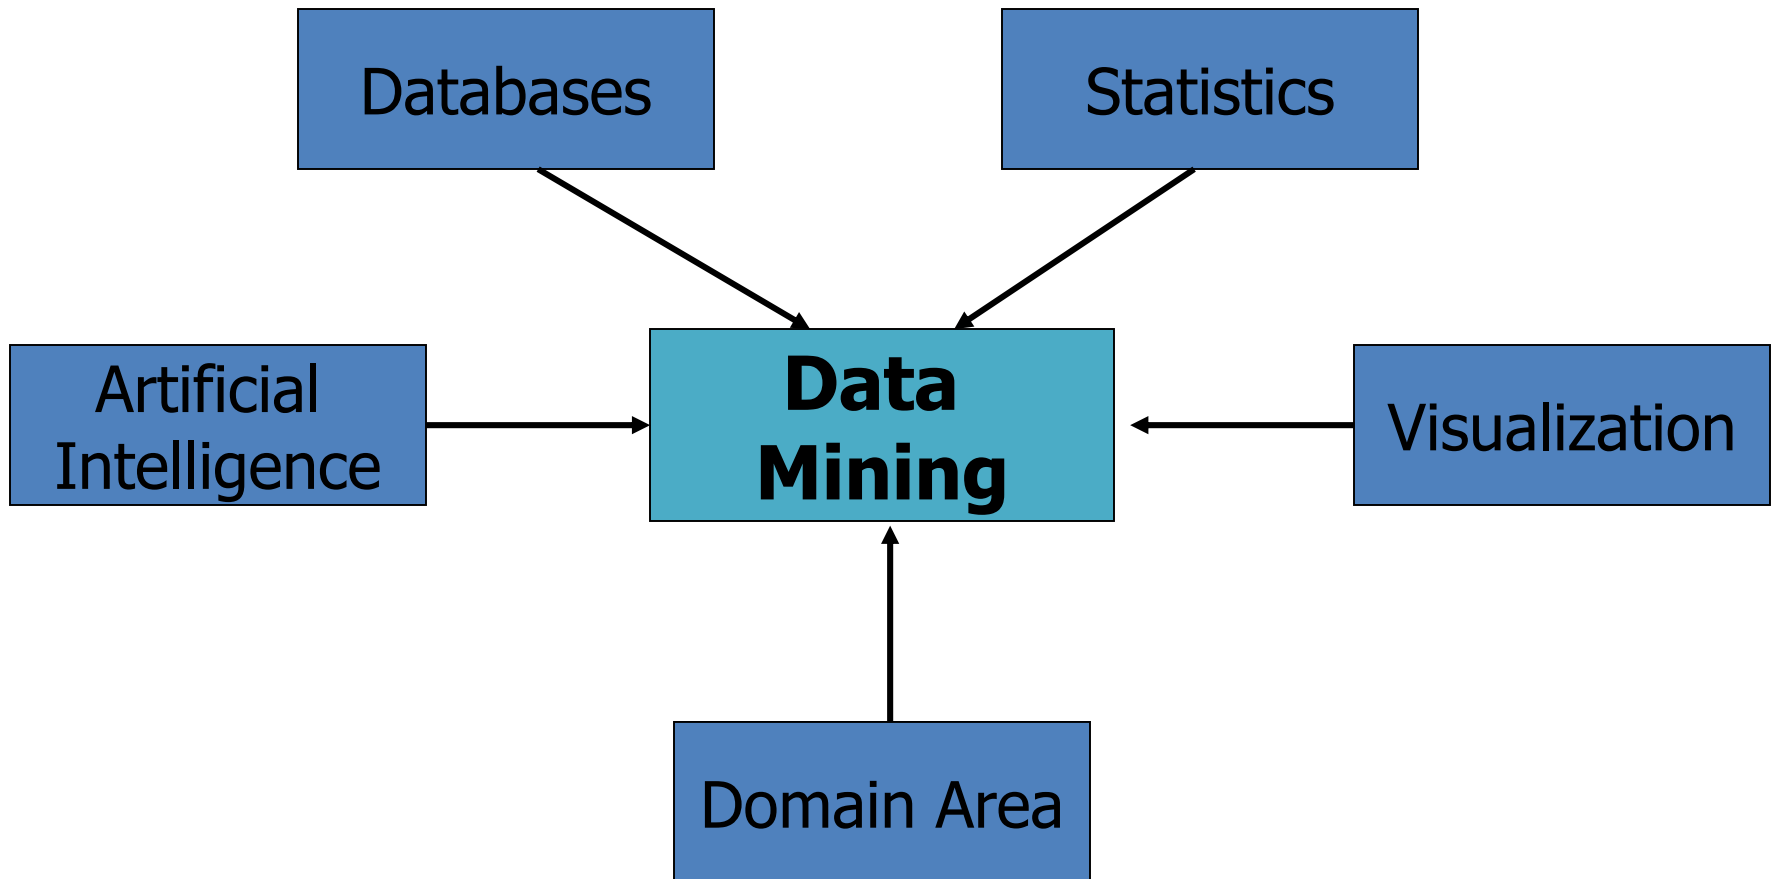 Databases
Statistics
Artificial
Intelligence
Data
Mining
Visualization
Domain Area